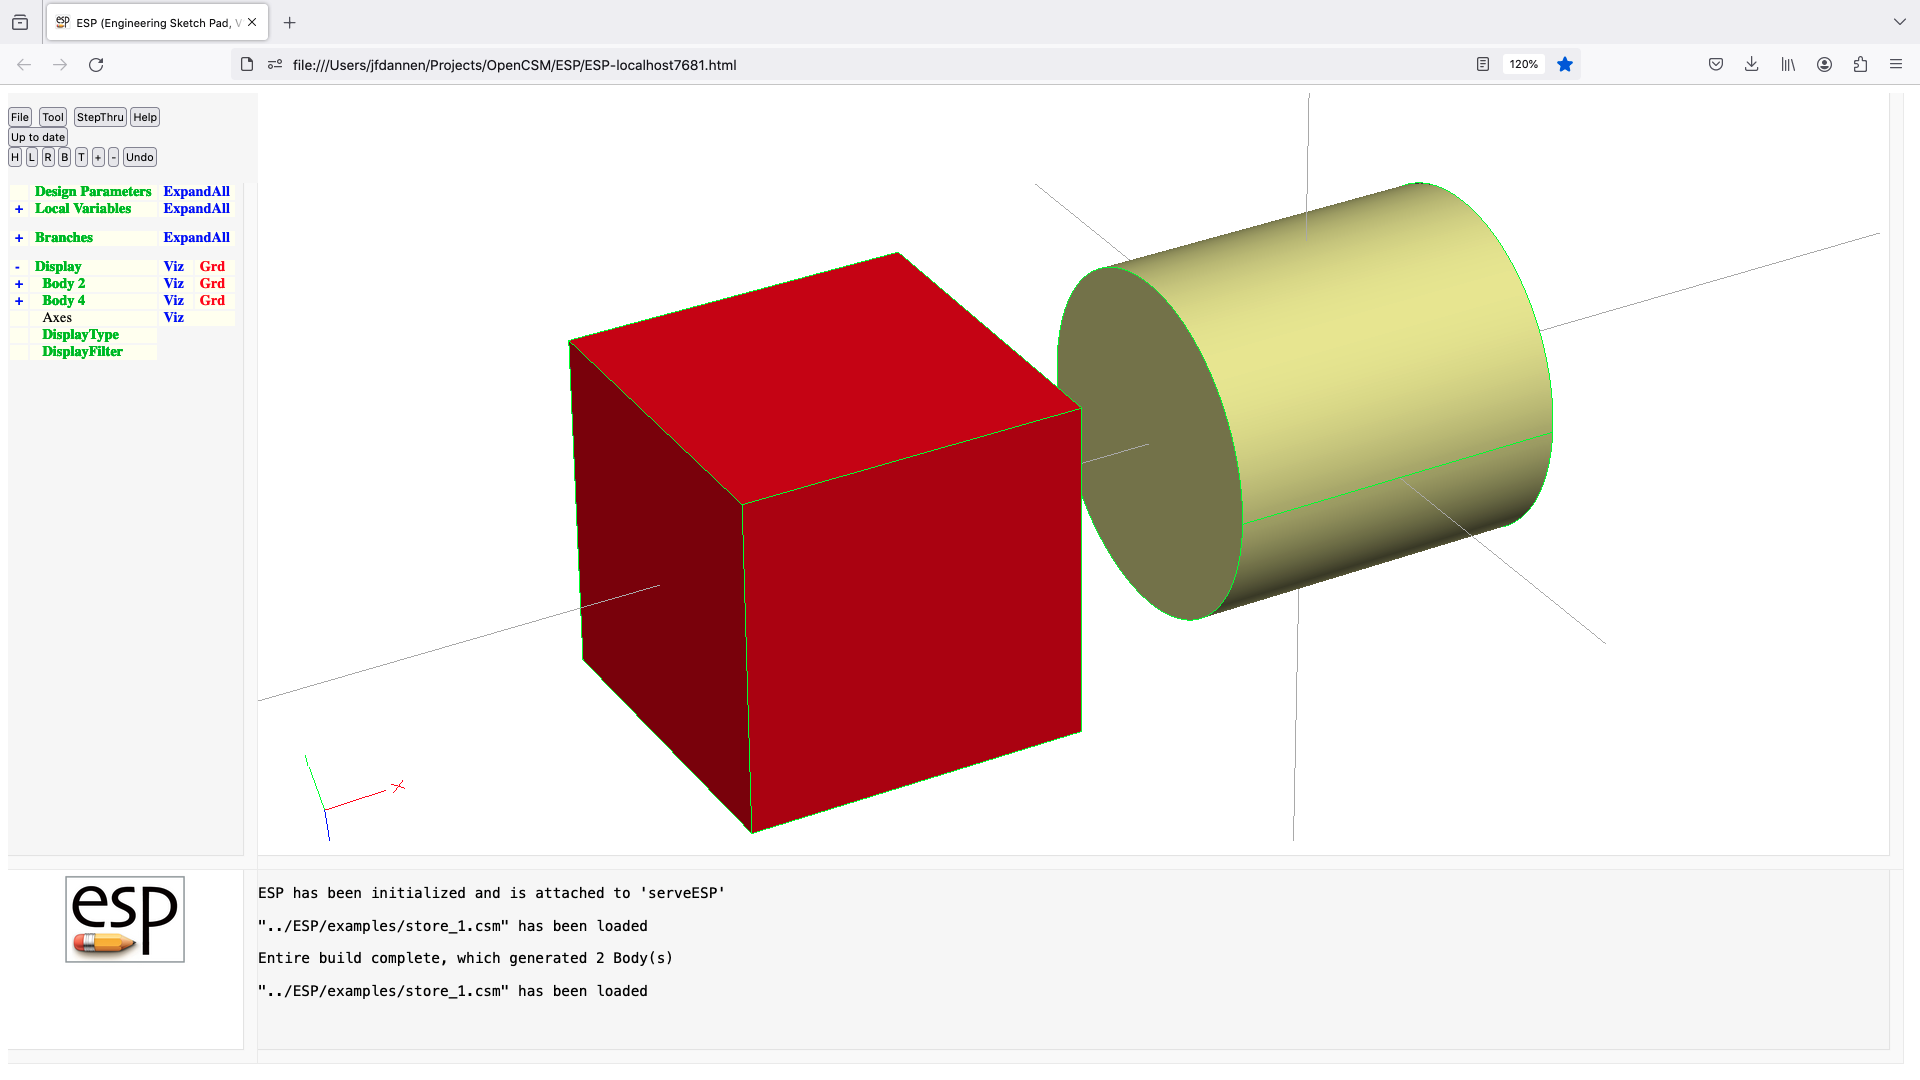 ESP (Engineering Sketch Pad, V
file:///Users/jfdannen/Projects/OpenCSM/ESP/ESP-localhost7681.html
120%
File Tool StepThru Help
Up to date
H L R B T + - Undo
Design Parameters ExpandAll
+ Local Variables ExpandAll
+ Branches ExpandAll
- Display Viz Grd
+ Body 2 Viz Grd
+ Body 4 Viz Grd
Axes Viz
DisplayType
DisplayFilter
X
esp
ESP has been initialized and is attached to 'serveESP'
"../ESP/examples/store_1.csm" has been loaded
Entire build complete, which generated 2 Body(s)
"../ESP/examples/store_1.csm" has been loaded